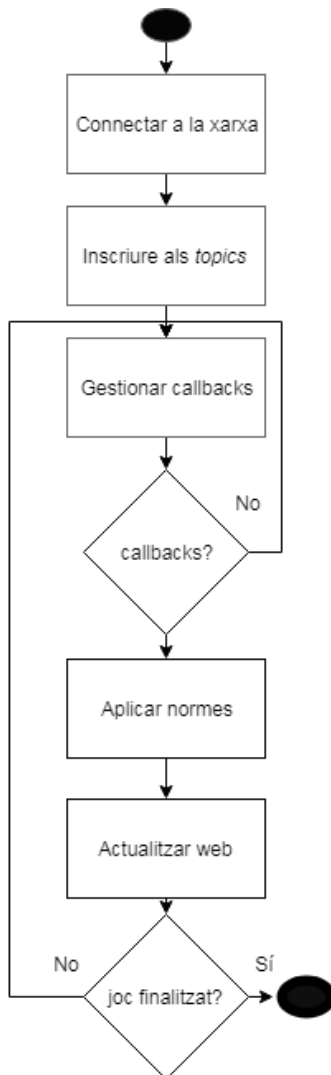 Connectar a la xarxa
Inscriure als topics
Gestionar callbacks
No
callbacks?
Aplicar normes
Actualitzar web
No
Sí
joc finalitzat?